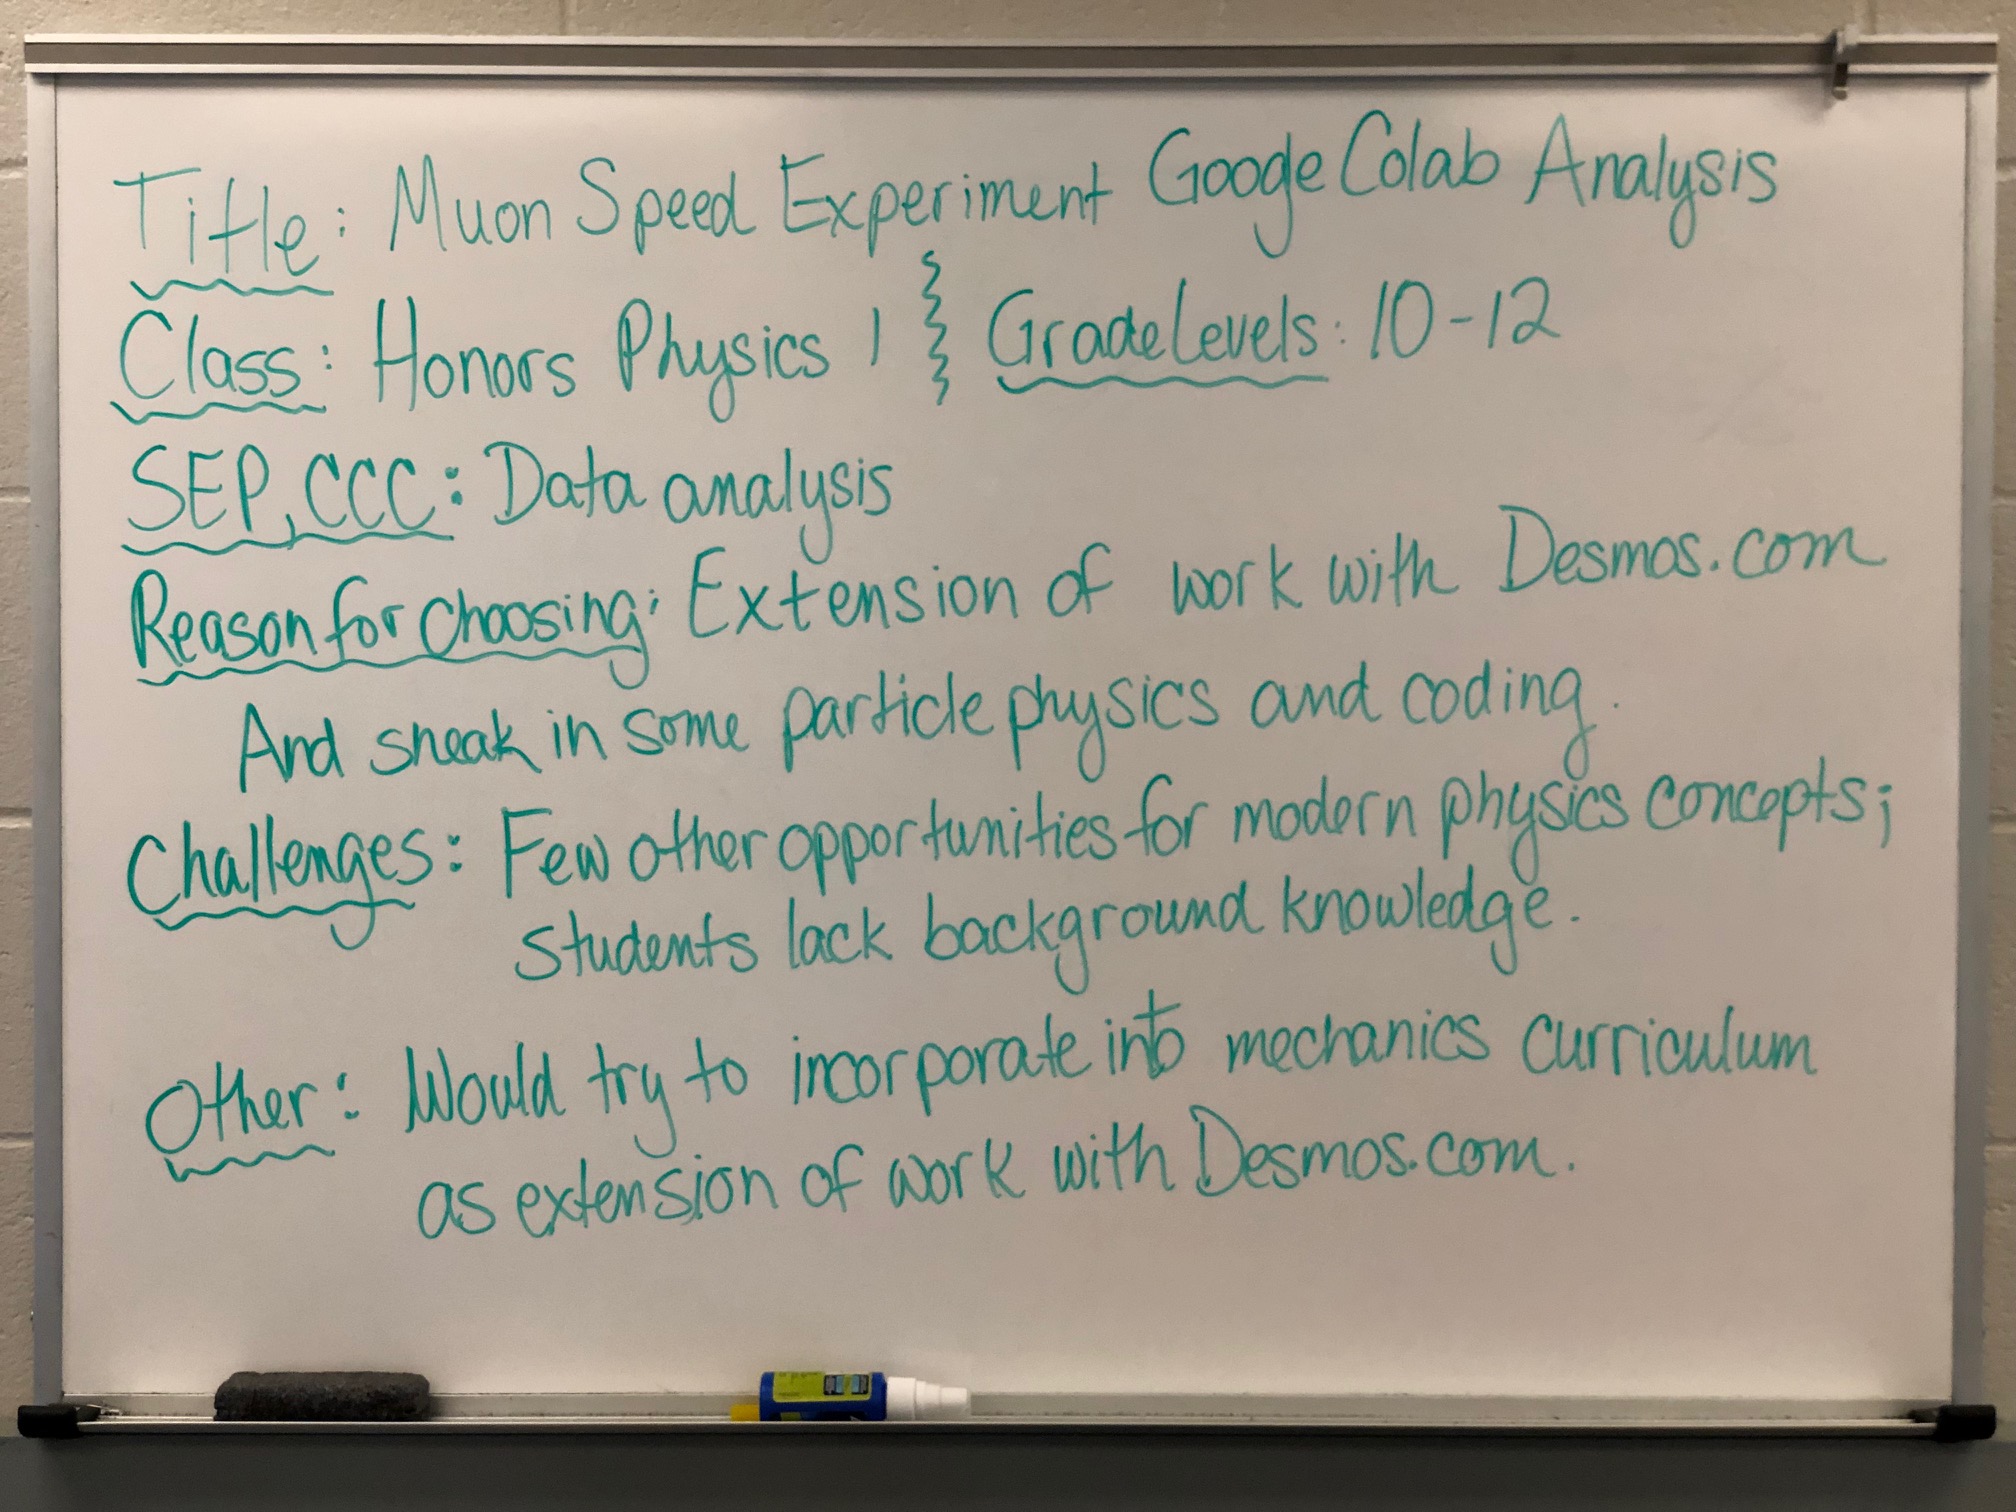 Title: Muon Speed Experiment Googe Colab Analysis
Class: Honors Physics 1 Grade Levels: 10-12
SEP, CCC: Data analysis
Reason for choosing: Extension of work with Desmos.com
And sneak in some particle physics and coding.
Challenges: Few other opportunities for modern physics concepts;
students lack background knowledge.
Other: Would try to incorporate into mechanics curriculum
as extension of work with Desmos.com.